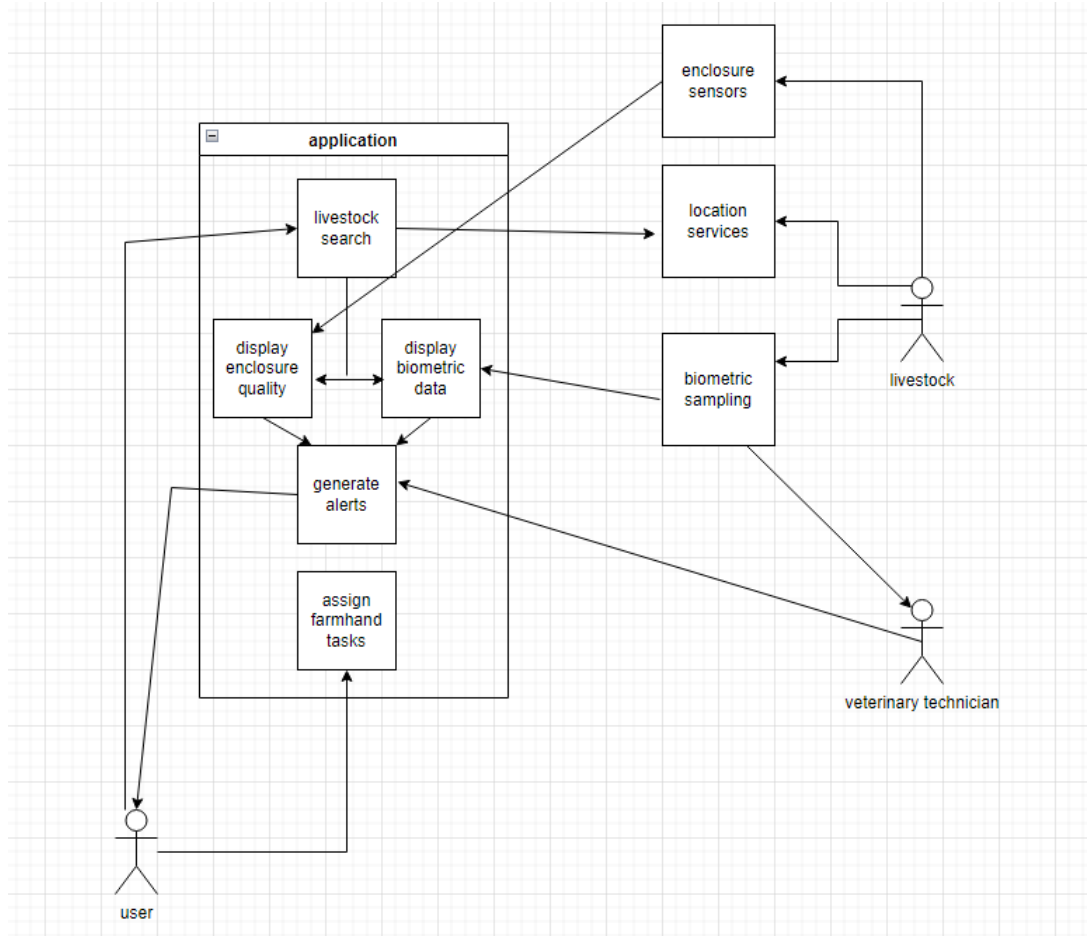 enclosure
sensors
application
livestock
search
location
services
display
enclosure
quality
display
biometric
data
biometric
sampling
livestock
generate
alerts
assign
farmhand
tasks
veterinary technician
user